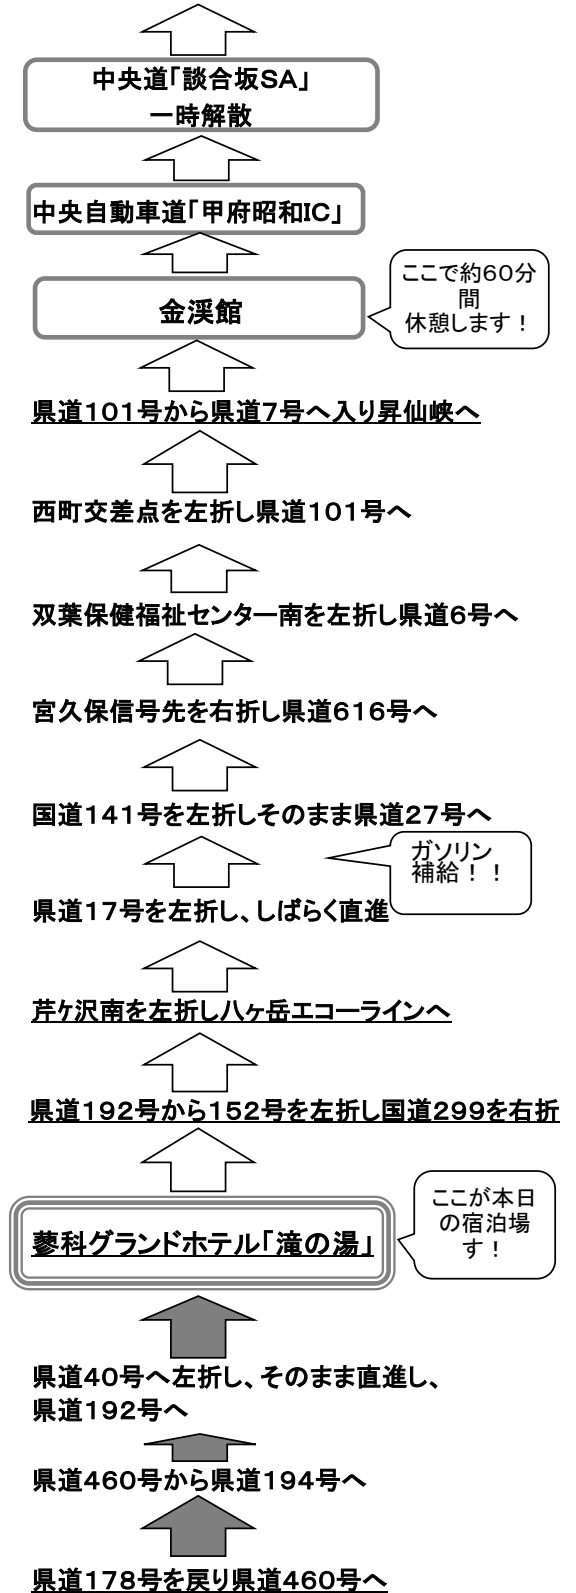 中央道「談合坂SA」
一時解散
中央自動車道「甲府昭和IC」
金渓館
ここで約60分
間
休憩します！
県道101号から県道7号へ入り昇仙峡へ
西町交差点を左折し県道101号へ
双葉保健福祉センター南を左折し県道6号へ
宮久保信号先を右折し県道616号へ
国道141号を左折しそのまま県道27号へ
ガソリン
補給！！
県道17号を左折し、しばらく直進
芹ケ沢南を左折し八ヶ岳エコーラインへ
県道192号から152号を左折し国道299を右折
ここが本日
の宿泊場
す！
蓼科グランドホテル「滝の湯」
県道40号へ左折し、そのまま直進し、
県道192号へ
県道460号から県道194号へ
県道178号を戻り県道460号へ